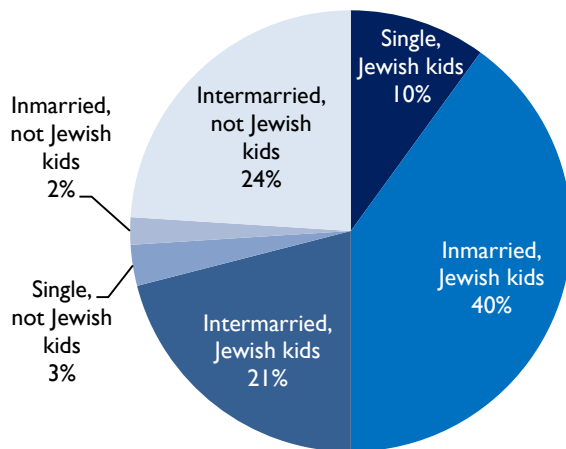 Single,
Jewish kids
10%
Inmarried,
Jewish kids
40%
Intermarried,
Jewish kids
21%
Single,
not Jewish
kids
3%
Inmarried,
not Jewish
kids
2%
Intermarried,
not Jewish
kids
24%